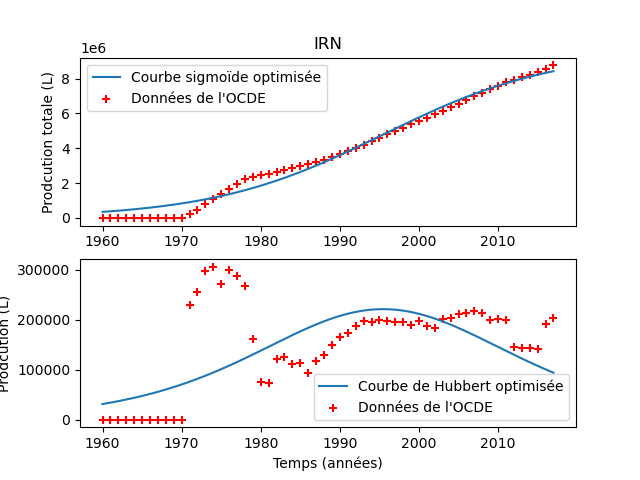 IRN
1e6
Prodcution totale (L)
8
6
4
2
0
Courbe sigmoïde optimisée
Données de l'OCDE
1960 1970 1980 1990 2000 2010
Prodcution (L)
300000
200000
100000
0
Courbe de Hubbert optimisée
Données de l'OCDE
1960 1970 1980 1990 2000 2010
Temps (années)